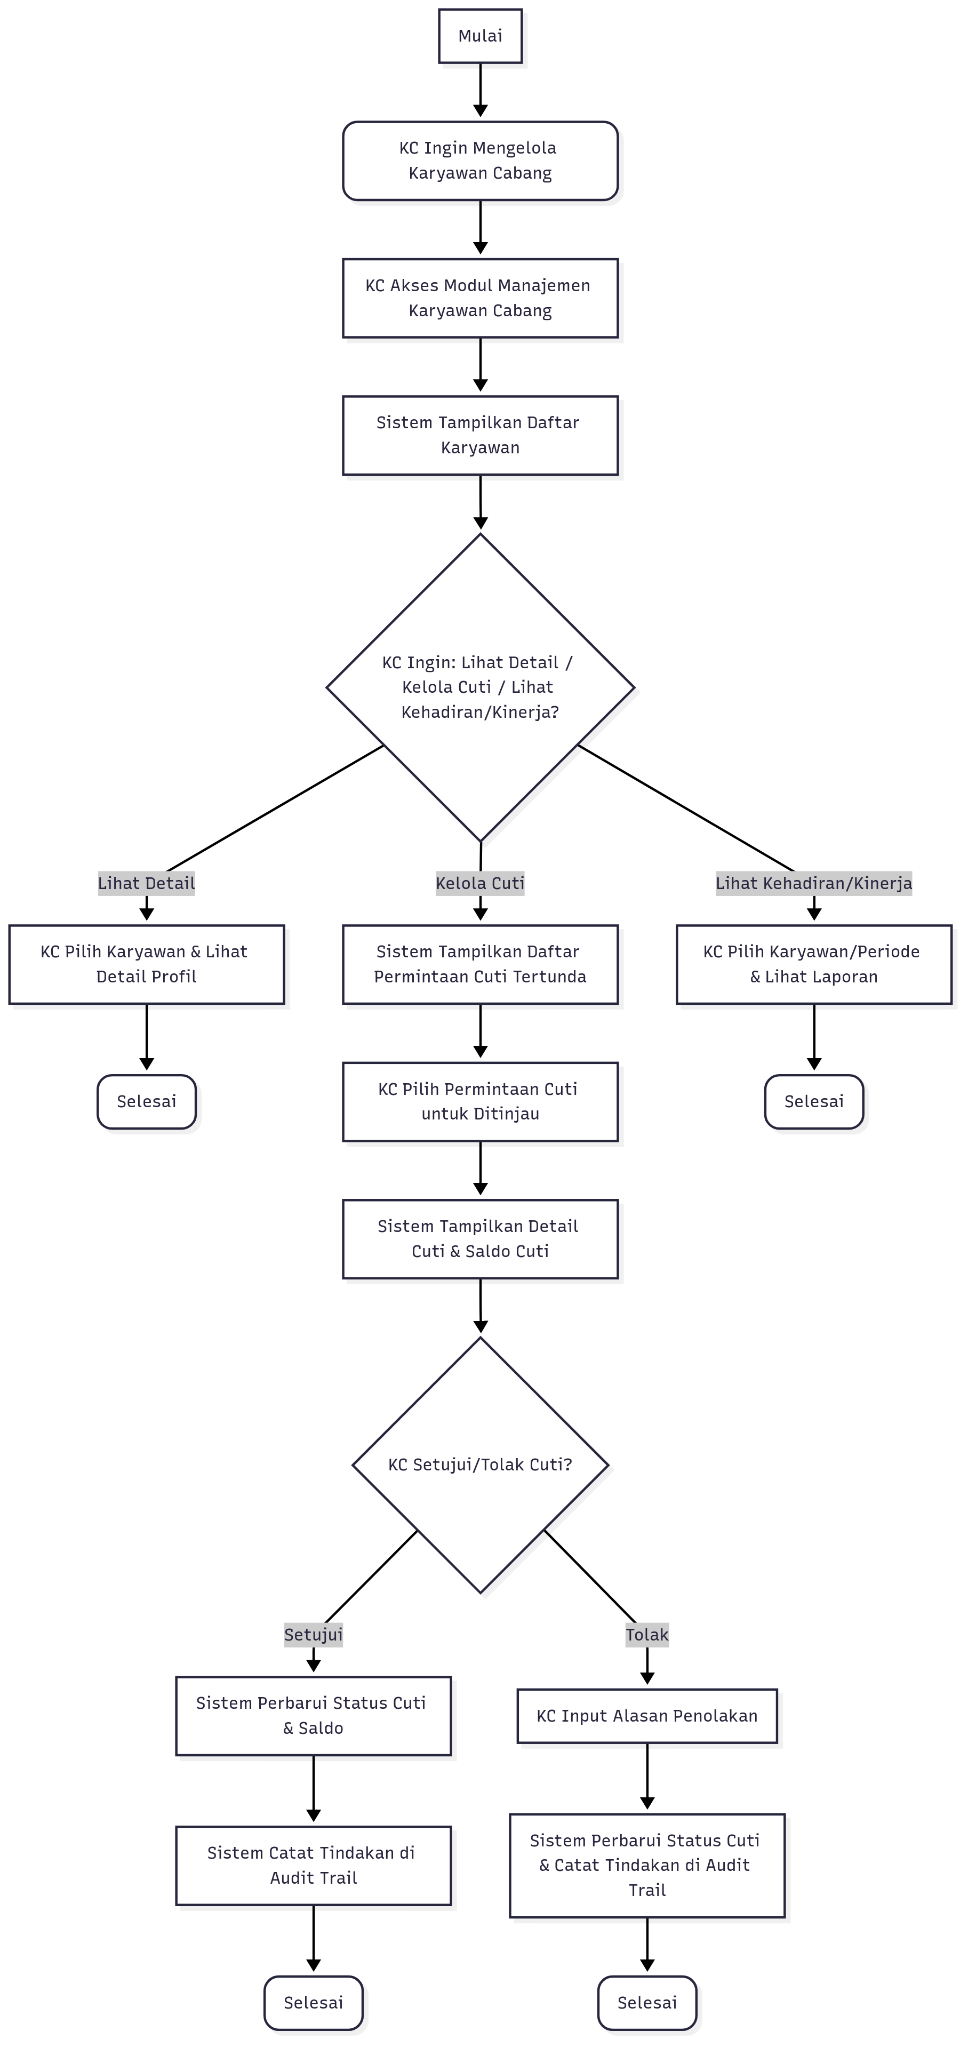 Mulai
KC Ingin Mengelola
Karyawan Cabang
KC Akses Modul Manajemen
Karyawan Cabang
Sistem Tampilkan Daftar
Karyawan
KC Ingin: Lihat Detail /
Kelola Cuti / Lihat
Kehadiran/Kinerja?
Lihat Detail
Kelola Cuti
Lihat Kehadiran/Kinerja
KC Pilih Karyawan & Lihat
Detail Profil
Sistem Tampilkan Daftar
Permintaan Cuti Tertunda
KC Pilih Karyawan/Periode
& Lihat Laporan
Selesai
KC Pilih Permintaan Cuti
untuk Ditinjau
Selesai
Sistem Tampilkan Detail
Cuti & Saldo Cuti
KC Setujui/Tolak Cuti?
Setujui
Tolak
Sistem Perbarui Status Cuti
& Saldo
KC Input Alasan Penolakan
Sistem Catat Tindakan di
Audit Trail
Sistem Perbarui Status Cuti
& Catat Tindakan di Audit
Trail
Selesai
Selesai